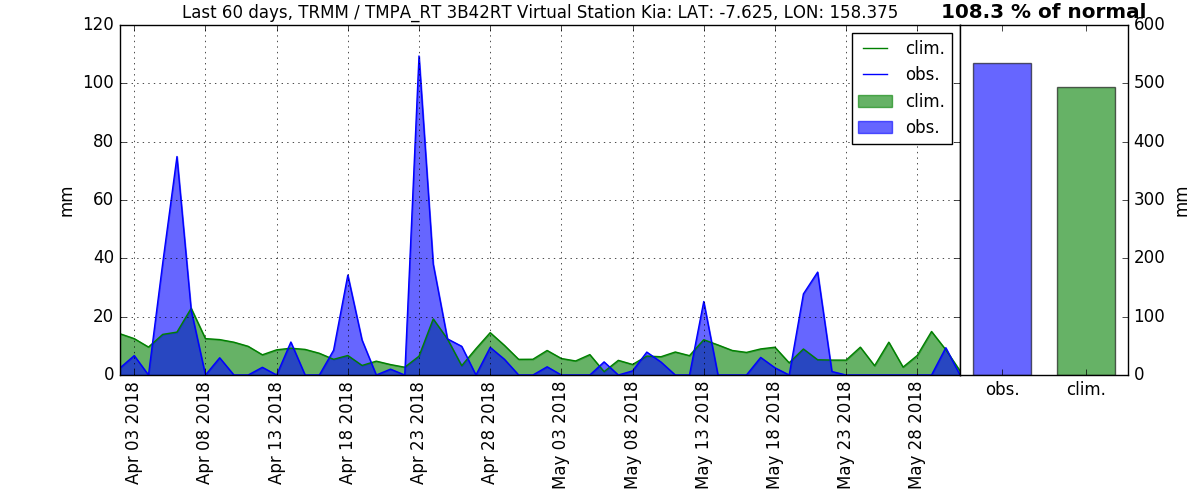 Last 60 days, TRMM / TMPA_RT 3B42RT Virtual Station Kia: LAT: -7.625, LON: 158.375
108.3 % of normal
120
100
80
60
40
20
0
mm
clim.
obs.
clim.
obs.
600
500
400
300
200
100
0
mm
obs.
clim.
Apr 03 2018
Apr 08 2018
Apr 13 2018
Apr 18 2018
Apr 23 2018
Apr 28 2018
May 03 2018
May 08 2018
May 13 2018
May 18 2018
May 23 2018
May 28 2018